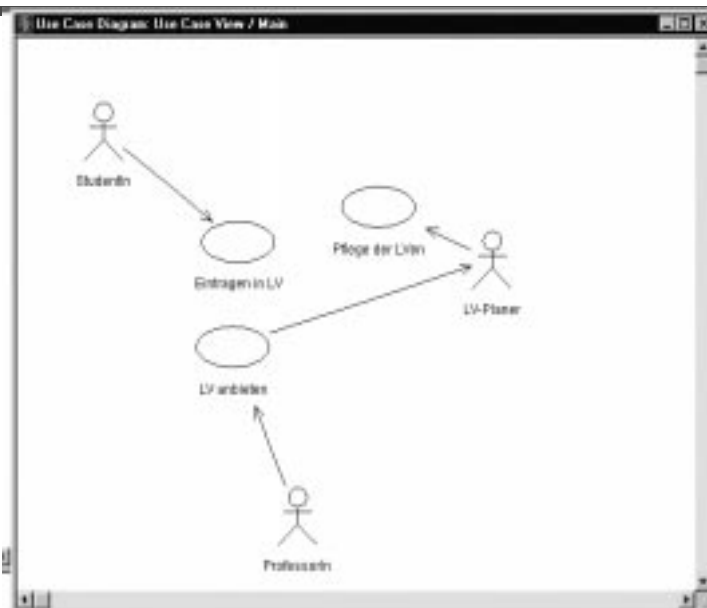 Use Case Diagram: Use Case View / Main
StudentIn
Pflege der LVen
Eintragen in LV
LV-Planer
LV anbieten
ProfessorIn